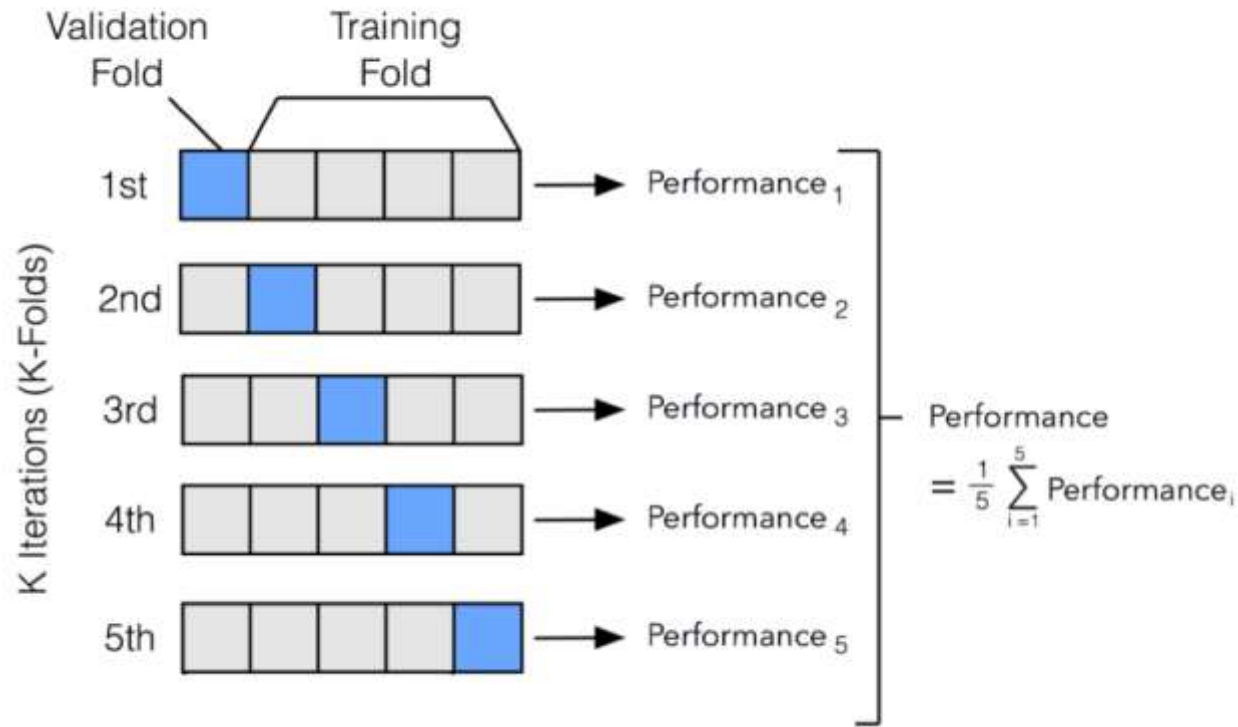 Validation
Fold
Training
Fold
K Iterations (K-Folds)
1st
Performance 1
2nd
Performance 2
3rd
Performance 3
4th
Performance 4
5th
Performance 5
Performance
= 1/5 5∑i=1 Performance i